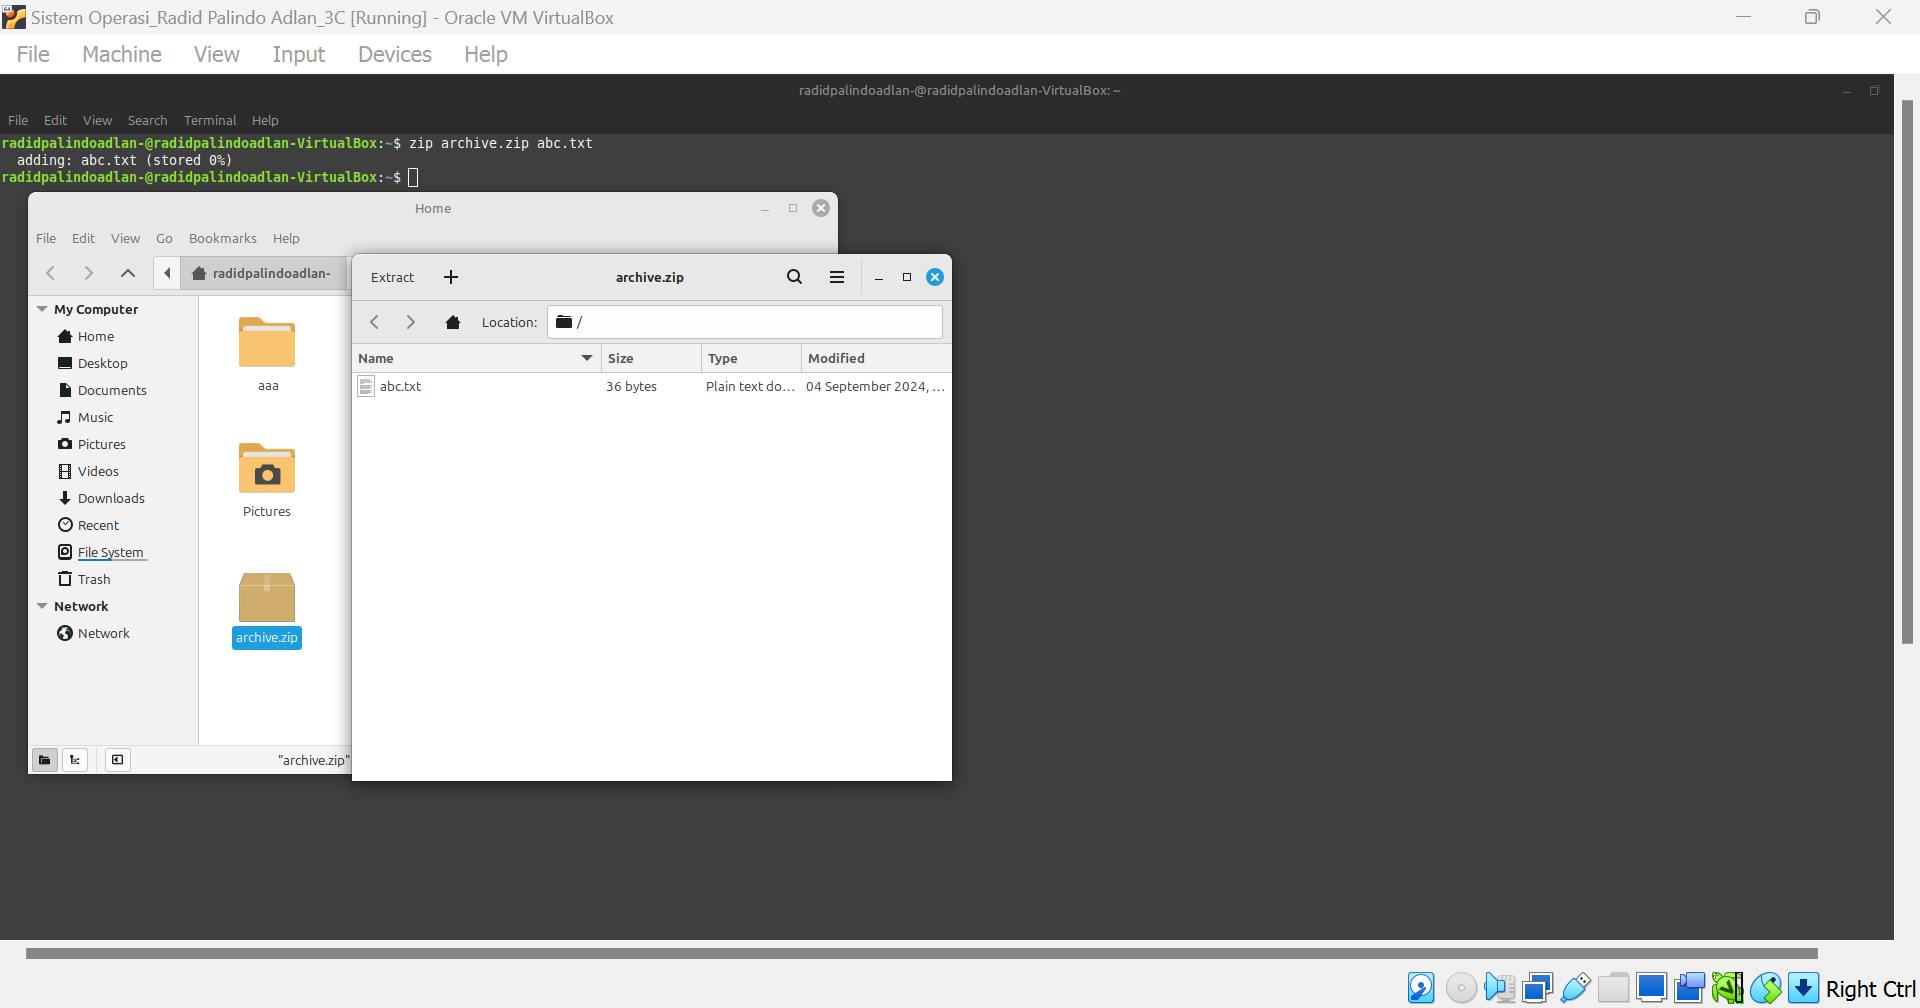 Sistem Operasi_Radid Palindo Adlan_3C [Running] - Oracle VM VirtualBox
File Machine View Input Devices Help
radidpalindoadlan-@radidpalindoadlan-VirtualBox: ~
File Edit View Search Terminal Help
radidpalindoadlan-@radidpalindoadlan-VirtualBox:~$ zip archive.zip abc.txt
adding: abc.txt (stored 0%)
radidpalindoadlan-@radidpalindoadlan-VirtualBox:~$
Home
File Edit View Go Bookmarks Help
radidpalindoadlan-
My Computer
Home
Desktop
Documents
Music
Pictures
Videos
Downloads
Recent
File System
Trash
Network
Network
aaa
Pictures
archive.zip
"archive.zip"
Extract archive.zip
Location: /
Name Size Type Modified
abc.txt 36 bytes Plain text do... 04 September 2024, ...
Right Ctrl